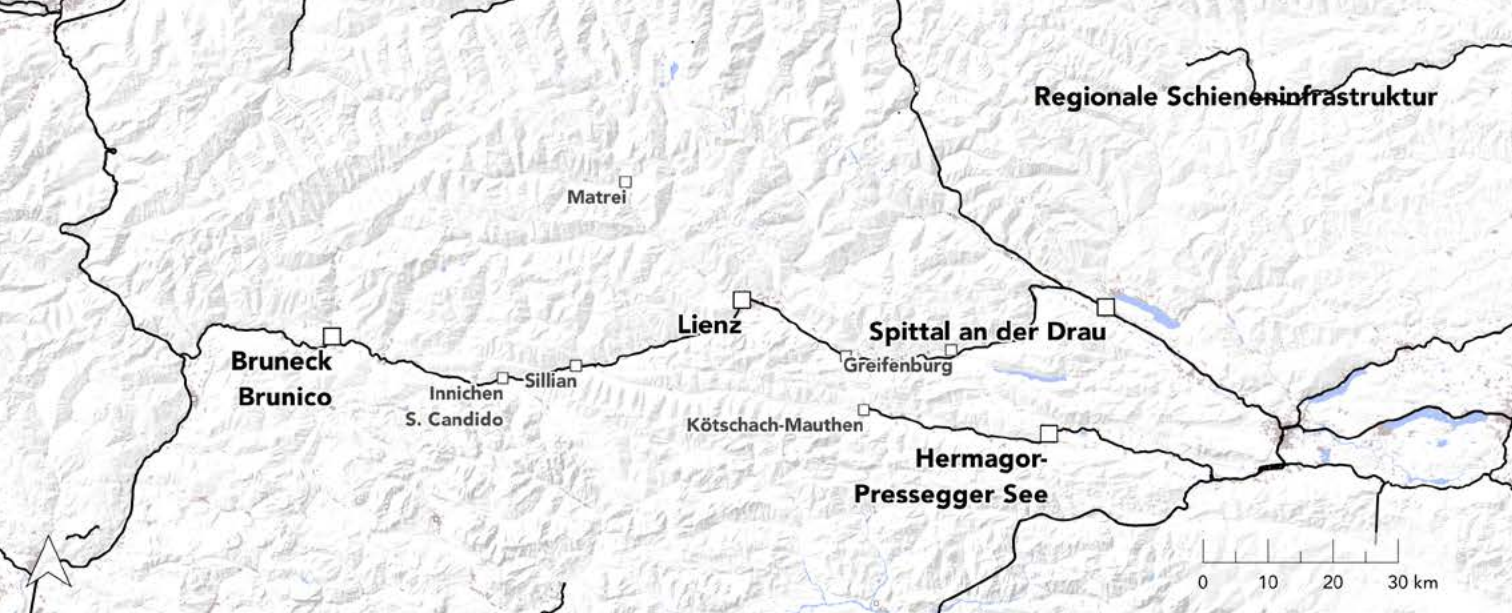 Regionale Schieneninfrastruktur
Matrei
Lienz
Spittal an der Drau
Bruneck
Brunico
Greifenburg
Sillian
Innichen
S. Candido
Kötschach-Mauthen
Hermagor-
Pressegger See
0 10 20 30 km